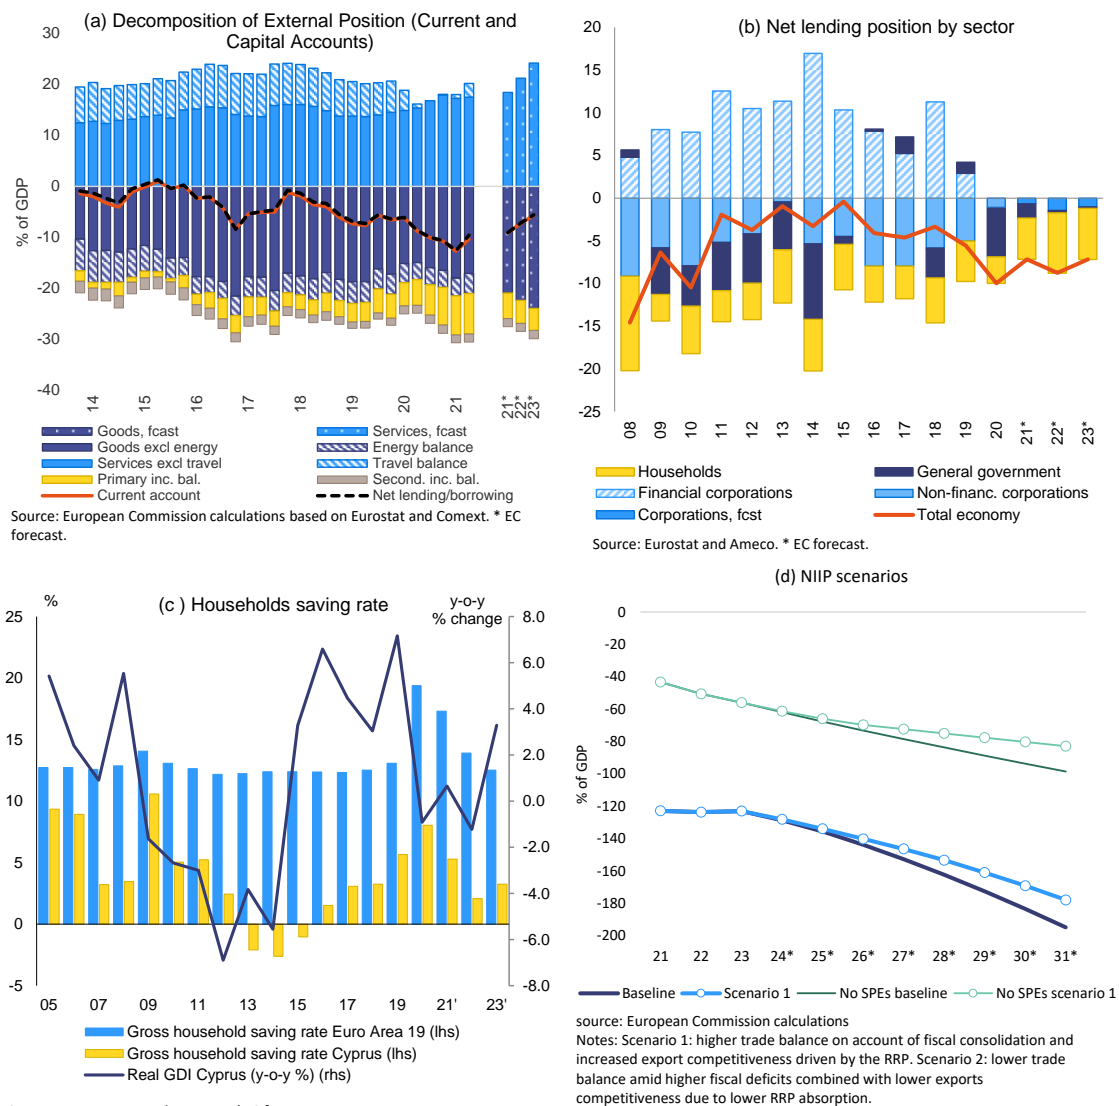 (a) Decomposition of External Position (Current and
Capital Accounts)
% of GDP
30
20
10
0
-10
-20
-30
-40
14
15
16
17
18
19
20
21
21*
22*
23*
Goods, fcast
Services, fcast
Goods excl energy
Energy balance
Services excl travel
Travel balance
Primary inc. bal.
Second. inc. bal.
Current account
Net lending/borrowing
Source: European Commission calculations based on Eurostat and Comext. * EC
forecast.
(b) Net lending position by sector
20
15
10
5
0
-5
-10
-15
-20
-25
08
09
10
11
12
13
14
15
16
17
18
19
20
21*
22*
23*
Households
General government
Financial corporations
Non-financ. corporations
Corporations, fcst
Total economy
Source: Eurostat and Ameco. * EC forecast.
(c ) Households saving rate
%
y-o-y
% change
25
20
15
10
5
0
-5
8.0
6.0
4.0
2.0
0.0
-2.0
-4.0
-6.0
-8.0
05 07 09 11 13 15 17 19 21' 23'
Gross household saving rate Euro Area 19 (lhs)
Gross household saving rate Cyprus (lhs)
Real GDI Cyprus (y-o-y %) (rhs)
(d) NIIP scenarios
% of GDP
0
-20
-40
-60
-80
-100
-120
-140
-160
-180
-200
21 22 23 24* 25* 26* 27* 28* 29* 30* 31*
Baseline
Scenario 1
No SPEs baseline
No SPEs scenario 1
source: European Commission calculations
Notes: Scenario 1: higher trade balance on account of fiscal consolidation and
increased export competitiveness driven by the RRP. Scenario 2: lower trade
balance amid higher fiscal deficits combined with lower exports
competitiveness due to lower RRP absorption.